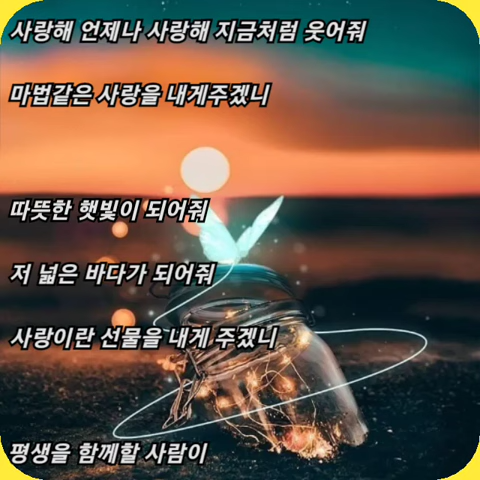 사랑해 언제나 사랑해 지금처럼 웃어줘
마법같은 사랑을 내게주겠니
따뜻한 햇빛이 되어줘
저 넓은 바다가 되어줘
사랑이란 선물을 내게 주겠니
평생을 함께할 사람이